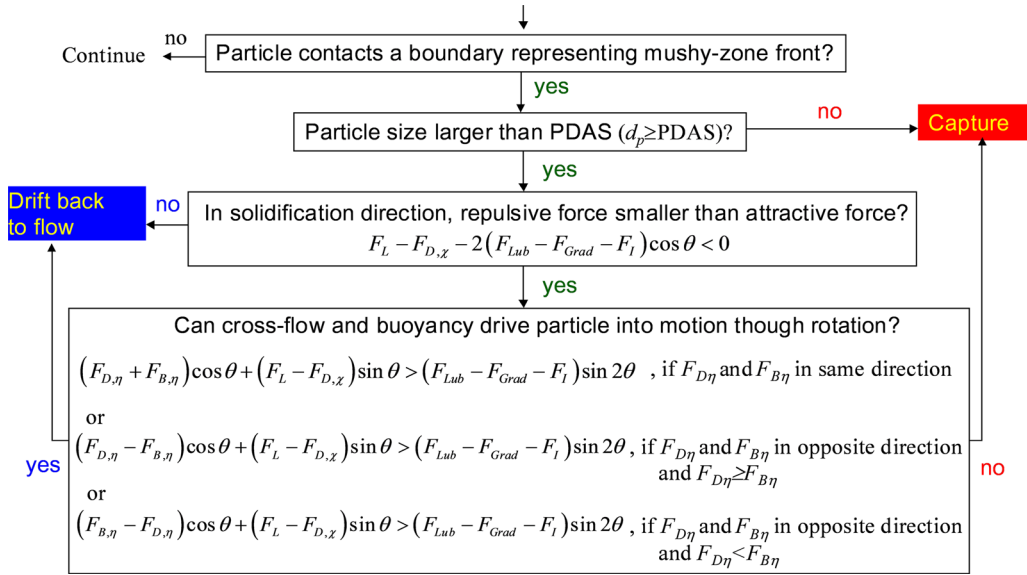 no
Continue
Particle contacts a boundary representing mushy-zone front?
yes
Particle size larger than PDAS (dₚ≥PDAS)?
no
Capture
yes
Drift back
to flow
no
In solidification direction, repulsive force smaller than attractive force?
F_L − F_{D,χ} − 2(F_{Lub} − F_{Grad} − F_I)cos θ < 0
yes
Can cross-flow and buoyancy drive particle into motion though rotation?
(F_{D,η} + F_{B,η})cos θ + (F_L − F_{D,χ})sin θ > (F_{Lub} − F_{Grad} − F_I)sin 2θ , if F_{Dη} and F_{Bη} in same direction
or
(F_{D,η} − F_{B,η})cos θ + (F_L − F_{D,χ})sin θ > (F_{Lub} − F_{Grad} − F_I)sin 2θ , if F_{Dη} and F_{Bη} in opposite direction
and F_{Dη}≥F_{Bη}
yes
no
or
(F_{B,η} − F_{D,η})cos θ + (F_L − F_{D,χ})sin θ > (F_{Lub} − F_{Grad} − F_I)sin 2θ , if F_{Dη} and F_{Bη} in opposite direction
and F_{Dη}<F_{Bη}